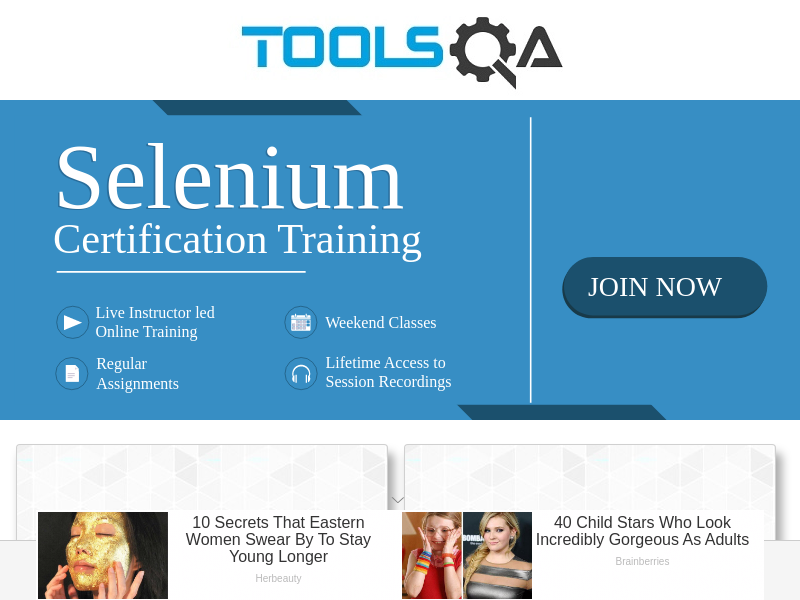 TOOLSQA
Selenium
Certification Training
JOIN NOW
Live Instructor led
Online Training
Weekend Classes
Regular
Assignments
Lifetime Access to
Session Recordings
10 Secrets That Eastern
Women Swear By To Stay
Young Longer
Herbeauty
BOMBA
40 Child Stars Who Look
Incredibly Gorgeous As Adults
Brainberries